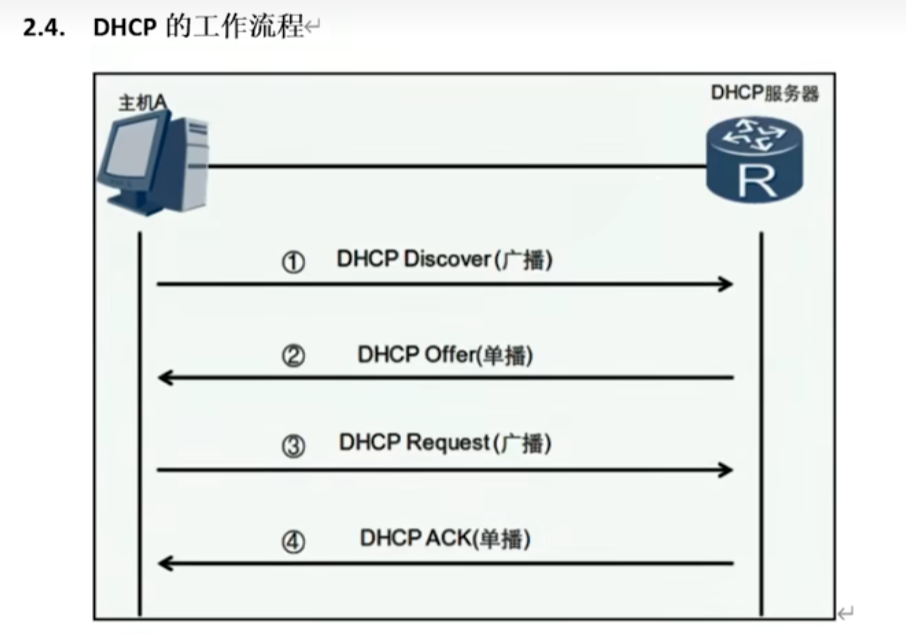 2.4. DHCP 的工作流程
主机A
DHCP服务器
R
① DHCP Discover(广播)
② DHCP Offer(单播)
③ DHCP Request(广播)
④ DHCP ACK(单播)